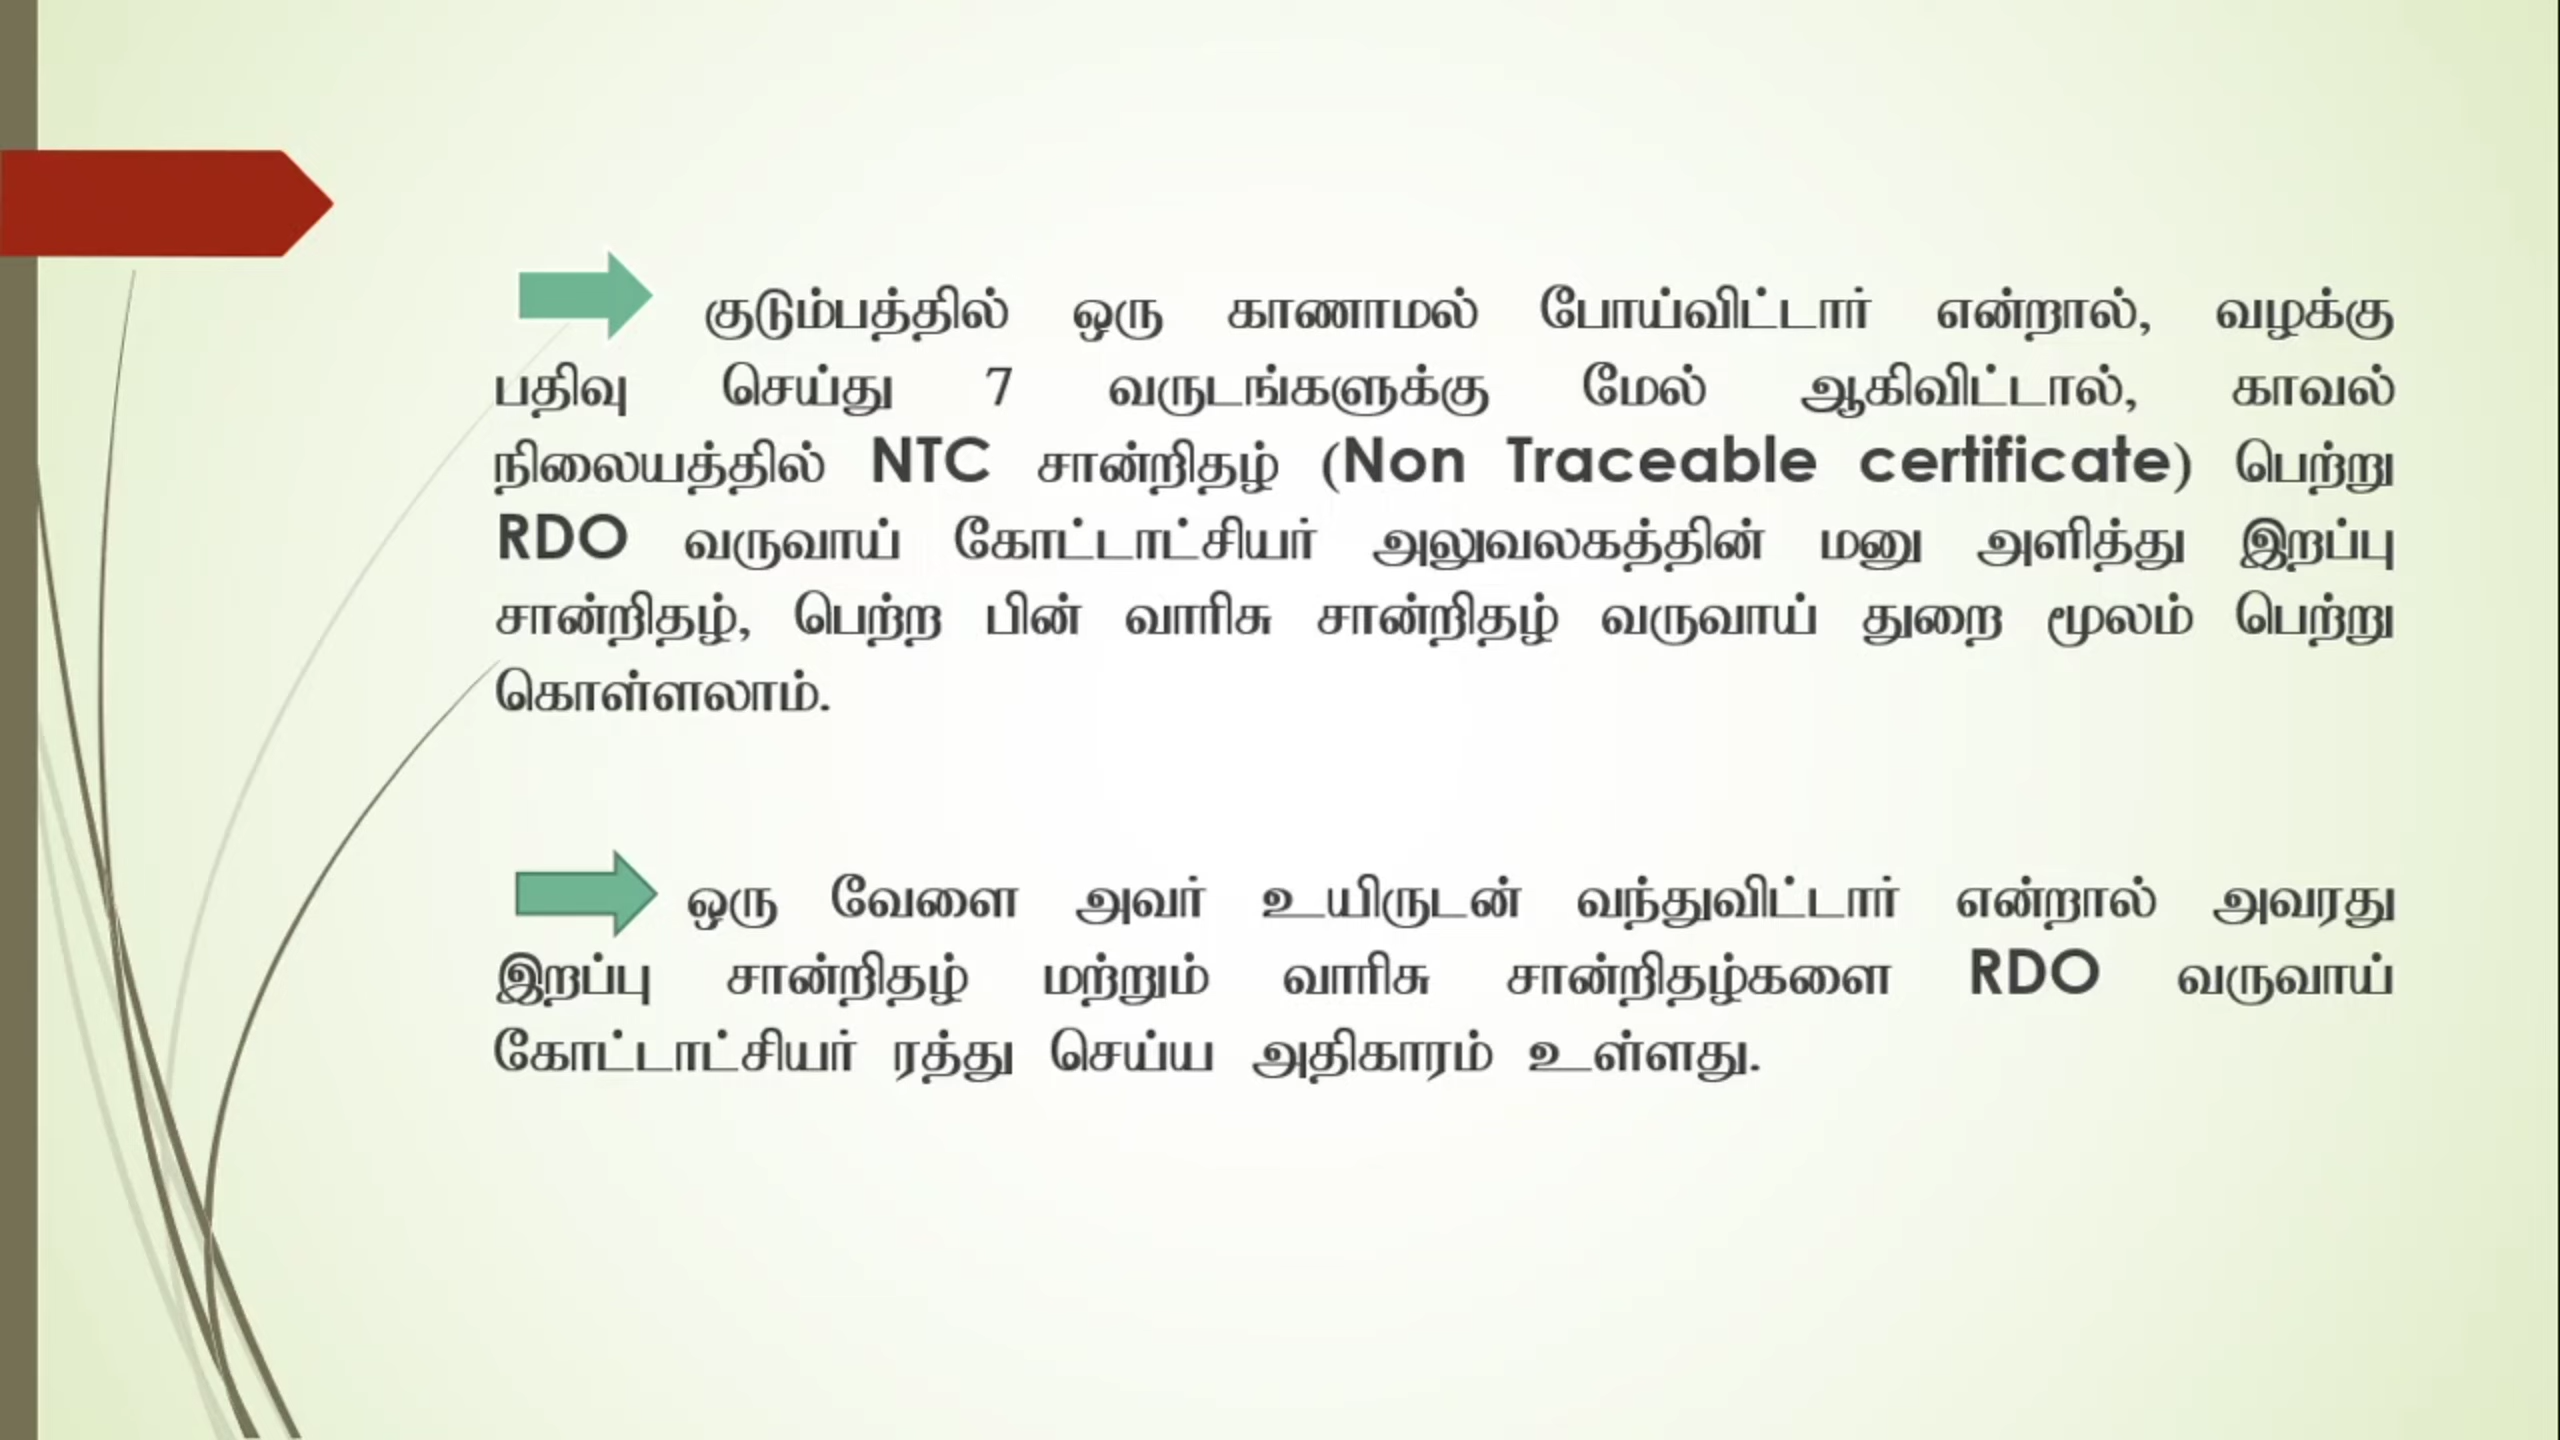 குடும்பத்தில் ஒரு காணாமல் போய்விட்டார் என்றால், வழக்கு
பதிவு செய்து 7 வருடங்களுக்கு மேல் ஆகிவிட்டால், காவல்
நிலையத்தில் NTC சான்றிதழ் (Non Traceable certificate) பெற்று
RDO வருவாய் கோட்டாட்சியர் அலுவலகத்தின் மனு அளித்து இறப்பு
சான்றிதழ், பெற்ற பின் வாரிசு சான்றிதழ் வருவாய் துறை மூலம் பெற்று
கொள்ளலாம்.
ஒரு வேளை அவர் உயிருடன் வந்துவிட்டார் என்றால் அவரது
இறப்பு சான்றிதழ் மற்றும் வாரிசு சான்றிதழ்களை RDO வருவாய்
கோட்டாட்சியர் ரத்து செய்ய அதிகாரம் உள்ளது.